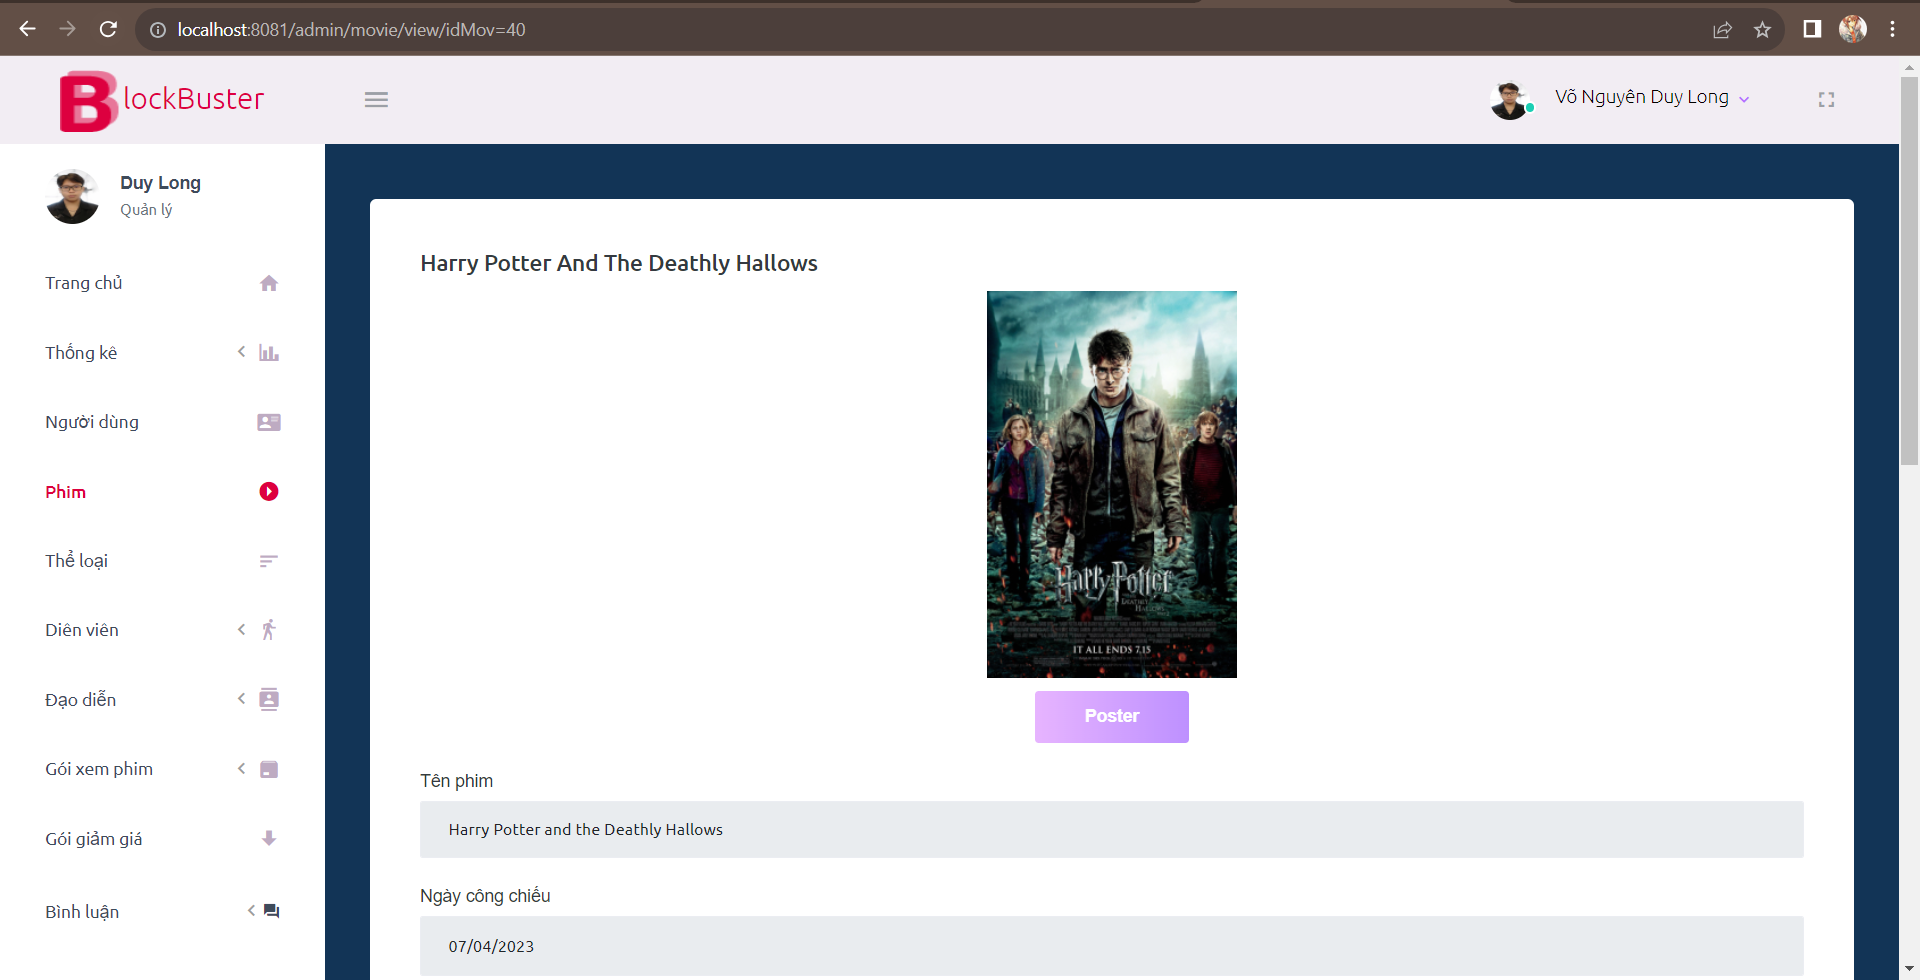 localhost:8081/admin/movie/view/idMov=40
BlockBuster
Võ Nguyên Duy Long
Duy Long
Quản lý
Trang chủ
Thống kê
Người dùng
Phim
Thể loại
Diên viên
Đạo diễn
Gói xem phim
Gói giảm giá
Bình luận
Harry Potter And The Deathly Hallows
Harry Potter
DEATHLY
HALLOWS
IT ALL ENDS 7.15
Poster
Tên phim
Harry Potter and the Deathly Hallows
Ngày công chiếu
07/04/2023